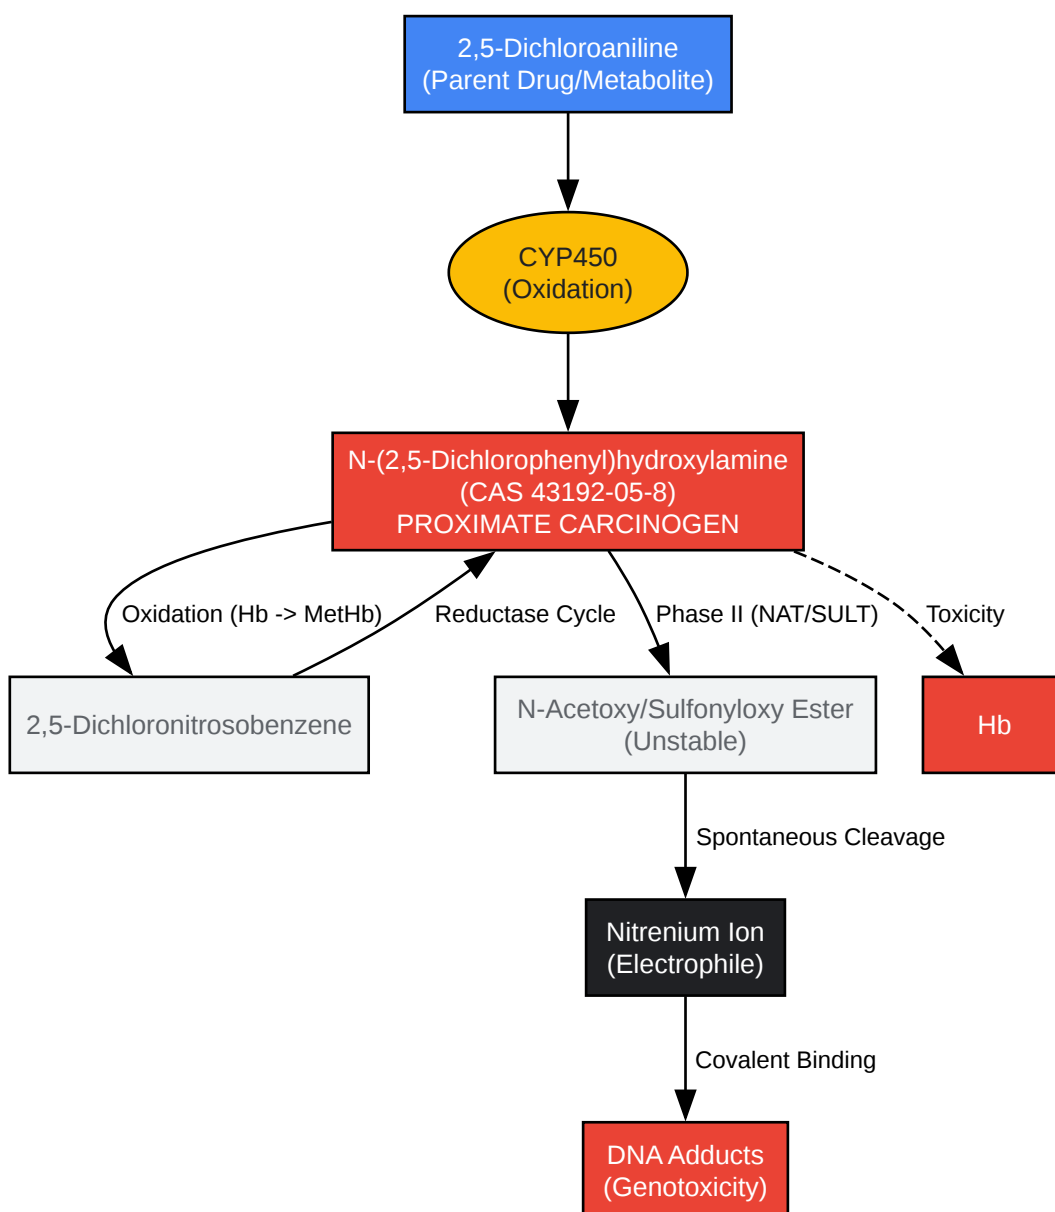 2,5-Dichloroaniline
(Parent Drug/Metabolite)
CYP450
(Oxidation)
N-(2,5-Dichlorophenyl)hydroxylamine
(CAS 43192-05-8)
PROXIMATE CARCINOGEN
Oxidation (Hb -> MetHb)
Reductase Cycle
Phase II (NAT/SULT)
Toxicity
2,5-Dichloronitrosobenzene
N-Acetoxy/Sulfonyloxy Ester
(Unstable)
Hb
Spontaneous Cleavage
Nitrenium Ion
(Electrophile)
Covalent Binding
DNA Adducts
(Genotoxicity)